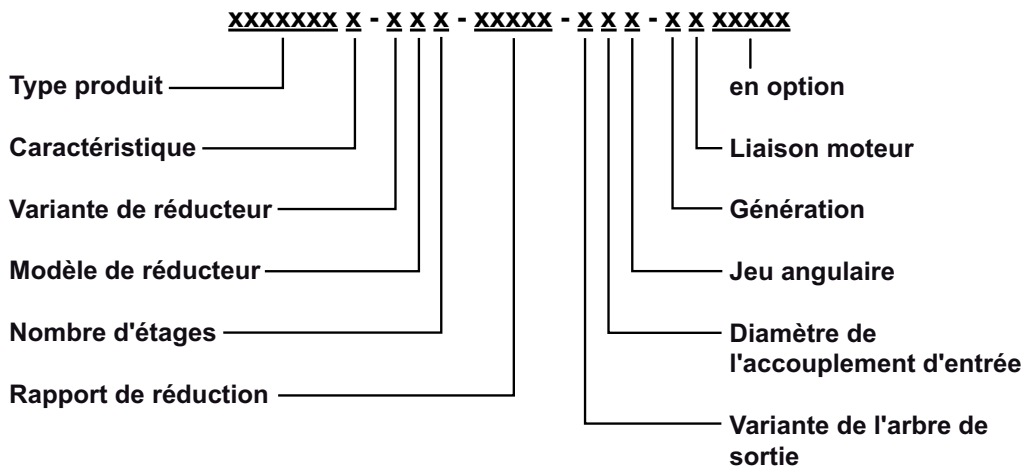 xxxxxxx x - x x x - xxxxx - x x x - x x xxxxx
Type produit
Caractéristique
Variante de réducteur
Modèle de réducteur
Nombre d'étages
Rapport de réduction
en option
Liaison moteur
Génération
Jeu angulaire
Diamètre de
l'accouplement d'entrée
Variante de l'arbre de
sortie